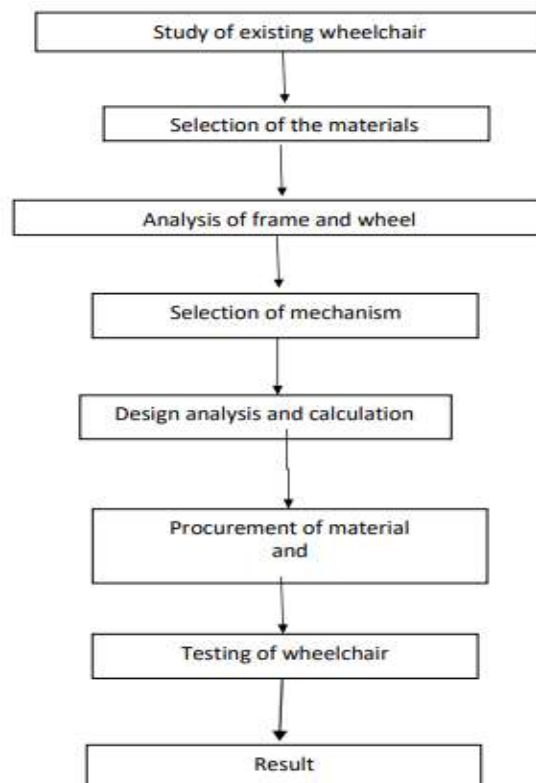 Study of existing wheelchair
Selection of the materials
Analysis of frame and wheel
Selection of mechanism
Design analysis and calculation
Procurement of material
and
Testing of wheelchair
Result